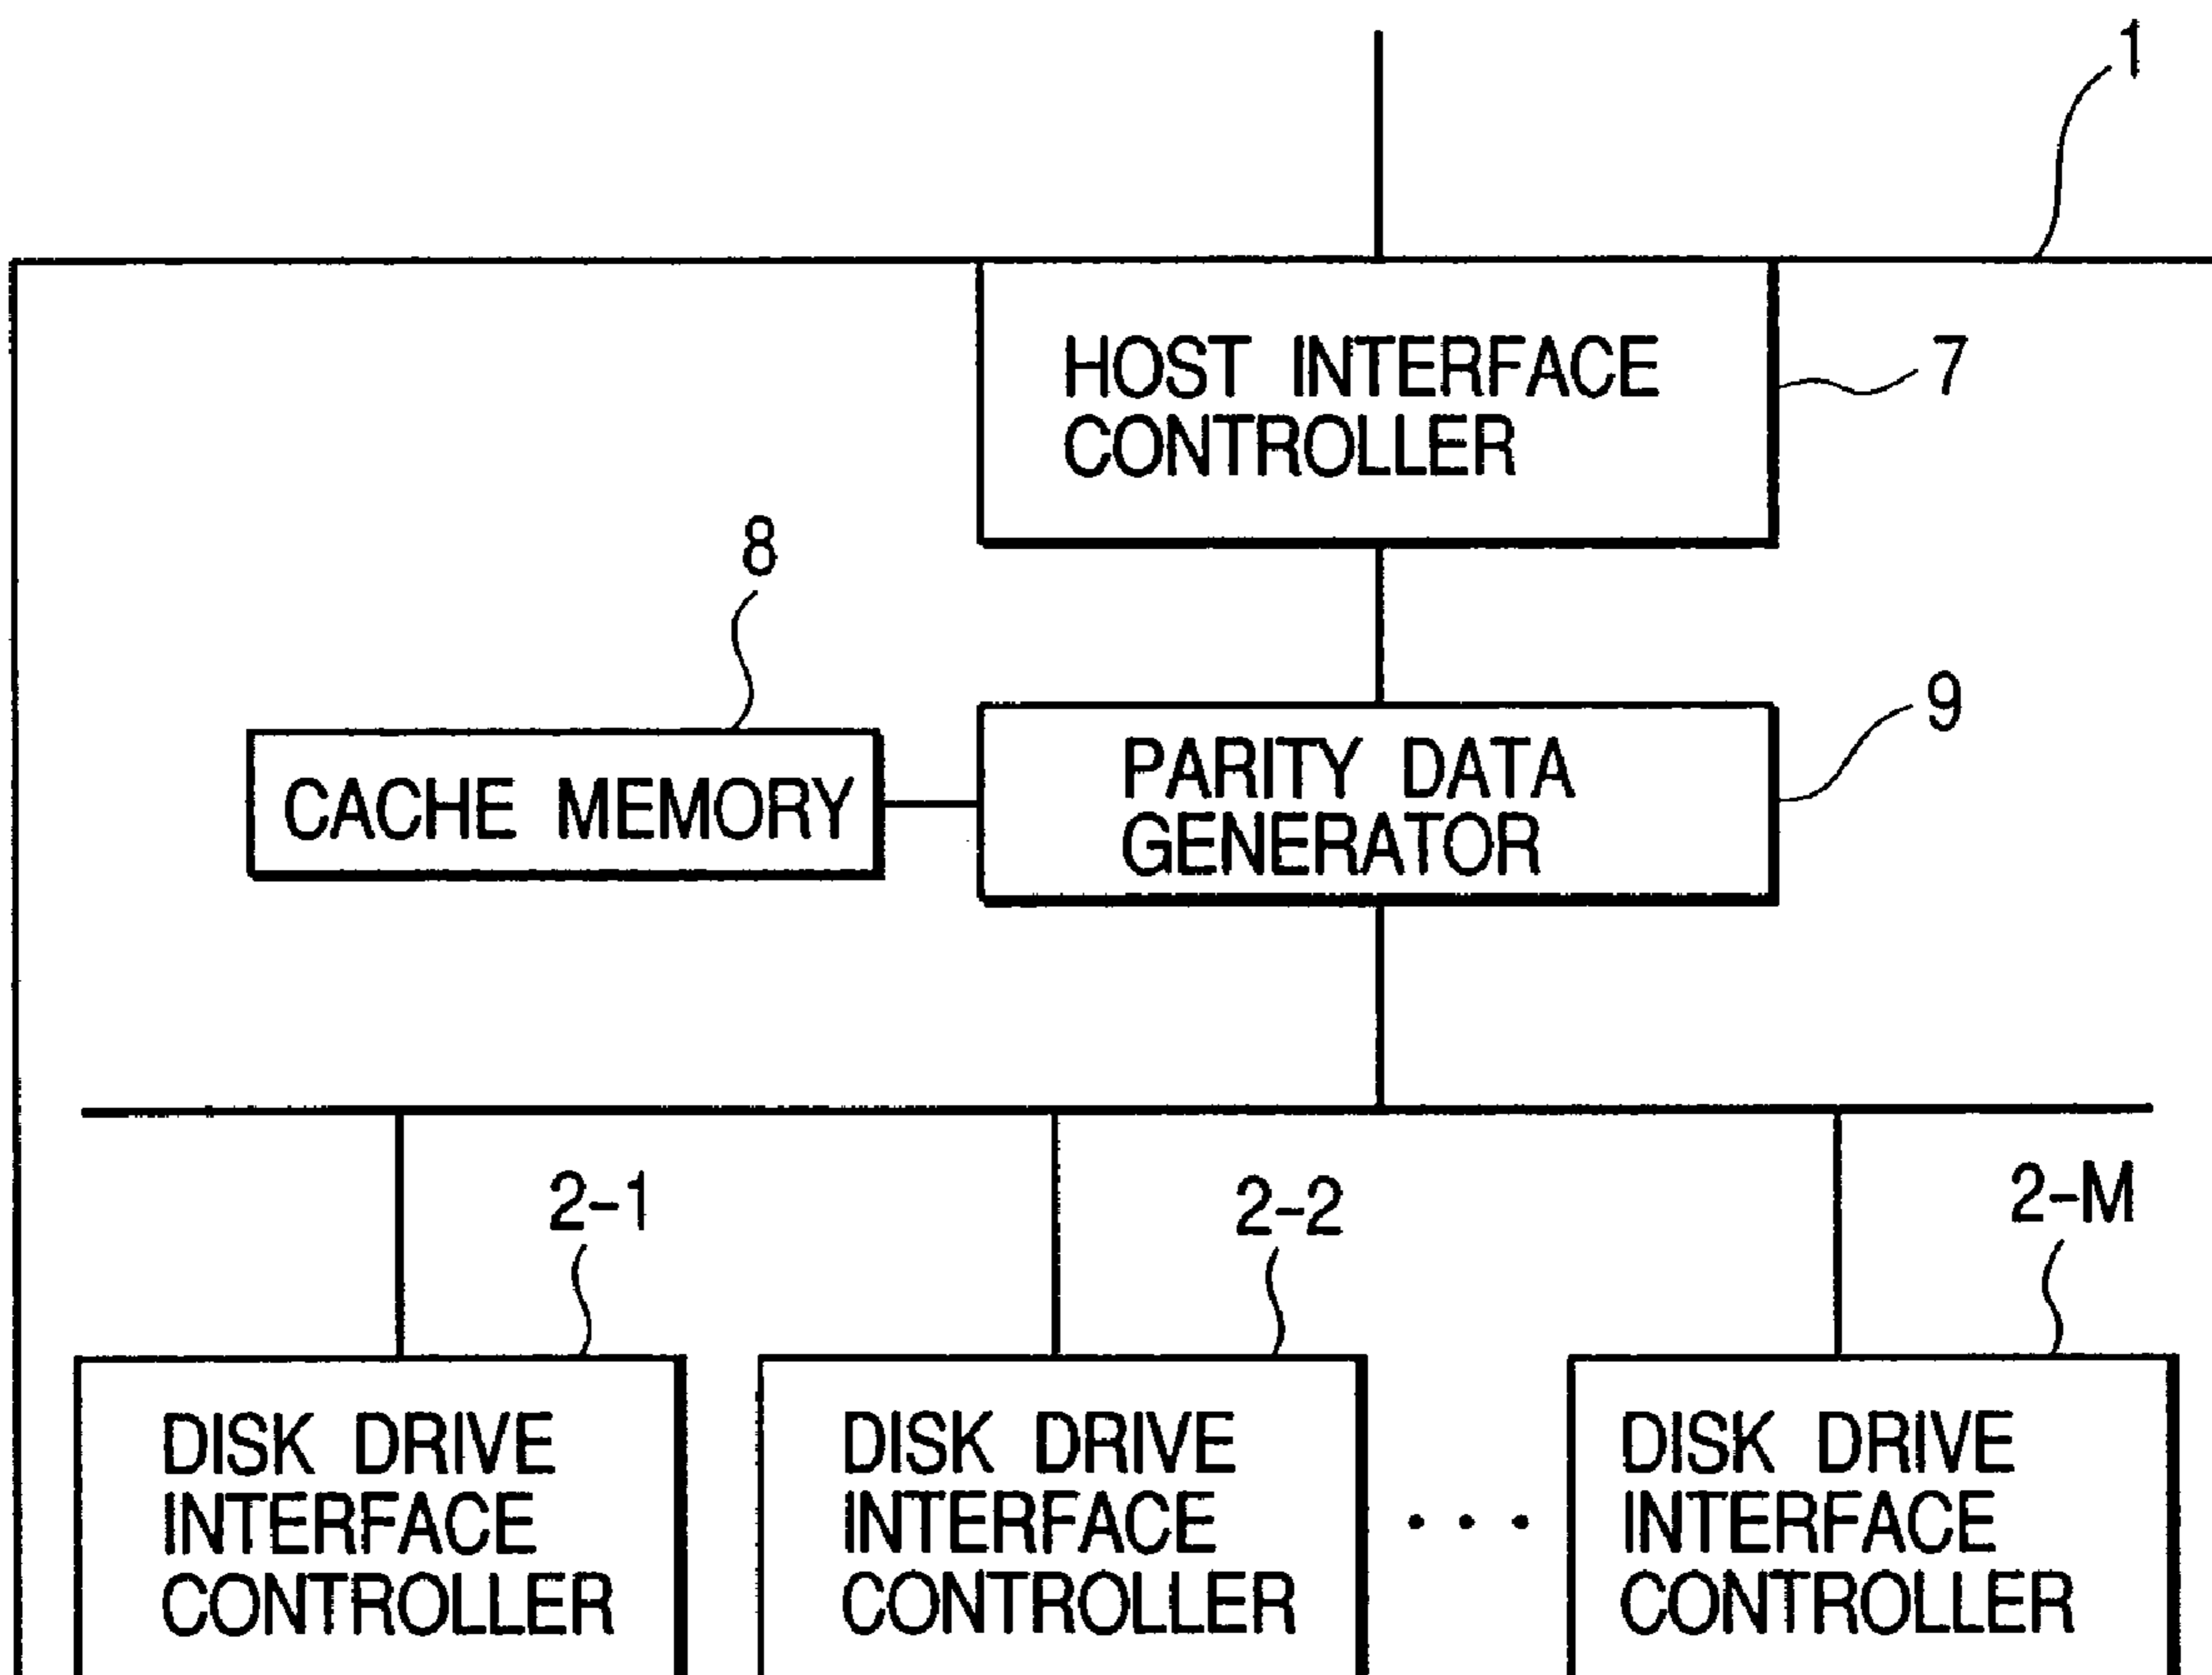 1
HOST INTERFACE
CONTROLLER
7
8
9
CACHE MEMORY
PARITY DATA
GENERATOR
2-1
2-2
2-M
DISK DRIVE
INTERFACE
CONTROLLER
DISK DRIVE
INTERFACE
CONTROLLER
• • •
DISK DRIVE
INTERFACE
CONTROLLER